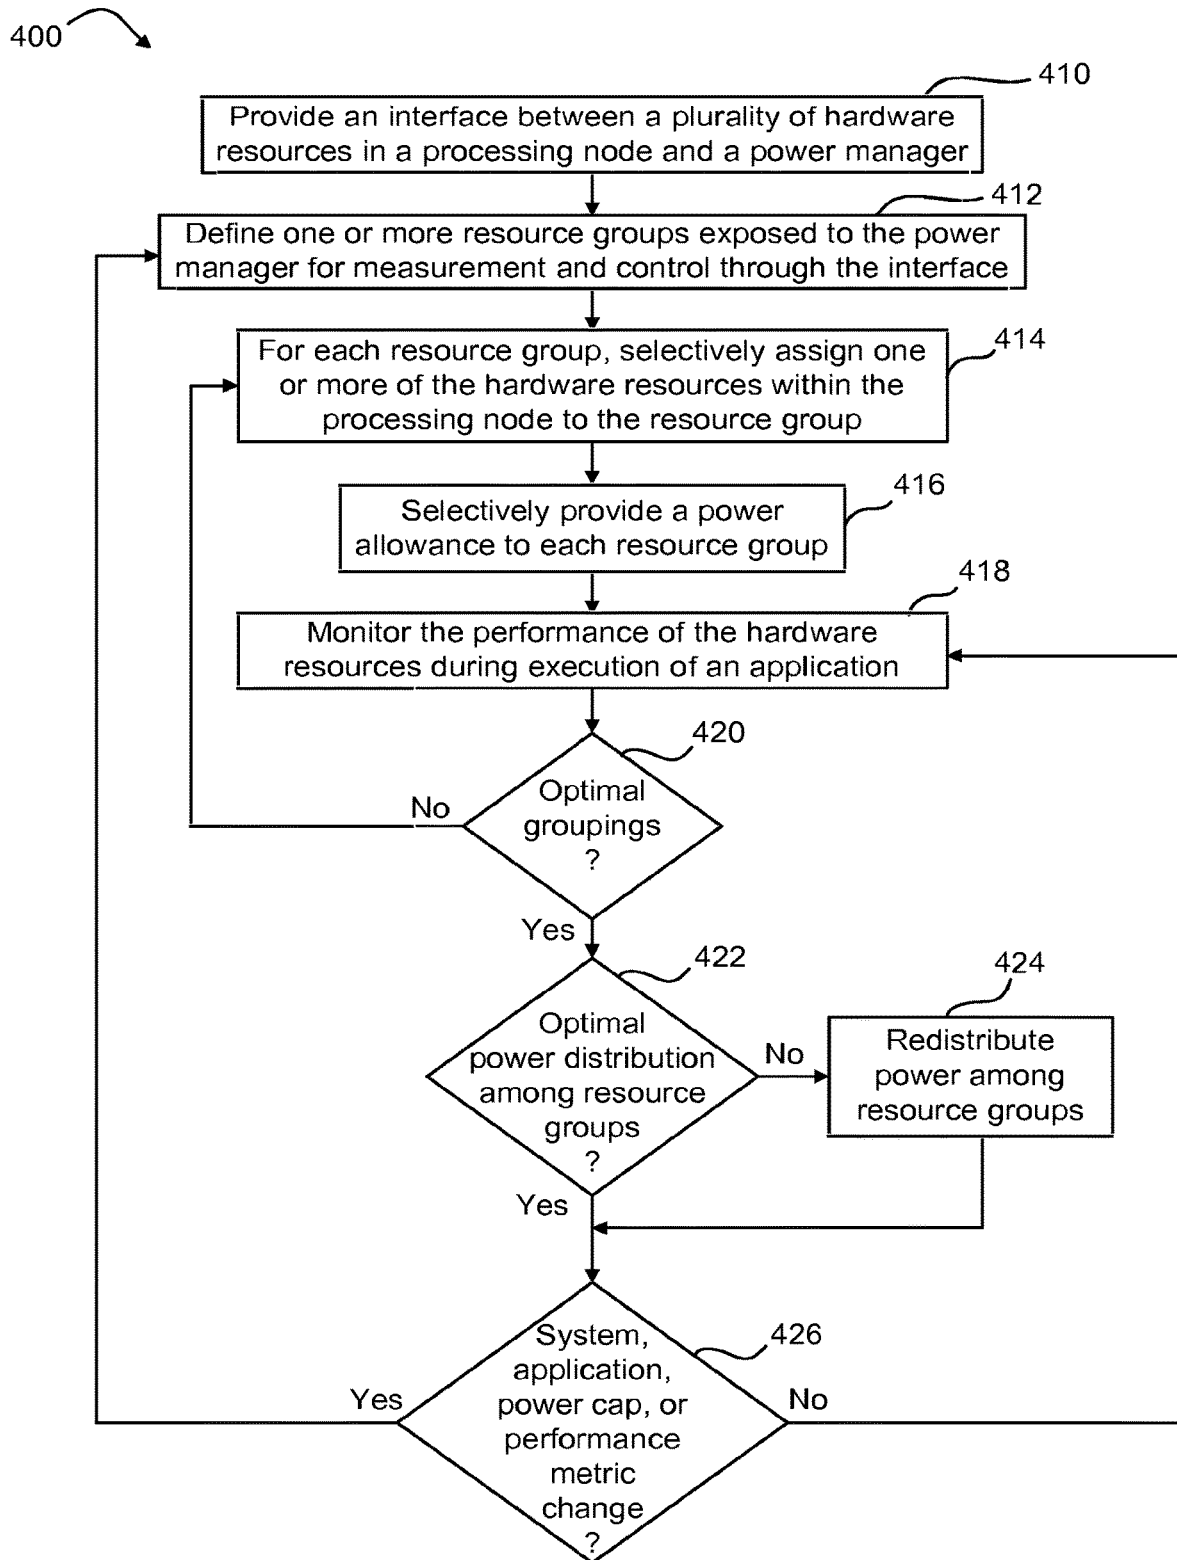 400
410
Provide an interface between a plurality of hardware
resources in a processing node and a power manager
412
Define one or more resource groups exposed to the power
manager for measurement and control through the interface
414
For each resource group, selectively assign one
or more of the hardware resources within the
processing node to the resource group
416
Selectively provide a power
allowance to each resource group
418
Monitor the performance of the hardware
resources during execution of an application
420
Optimal
groupings
?
No
Yes
422
Optimal
power distribution
among resource
groups
?
No
424
Redistribute
power among
resource groups
Yes
426
System,
application,
power cap, or
performance
metric
change
?
Yes
No